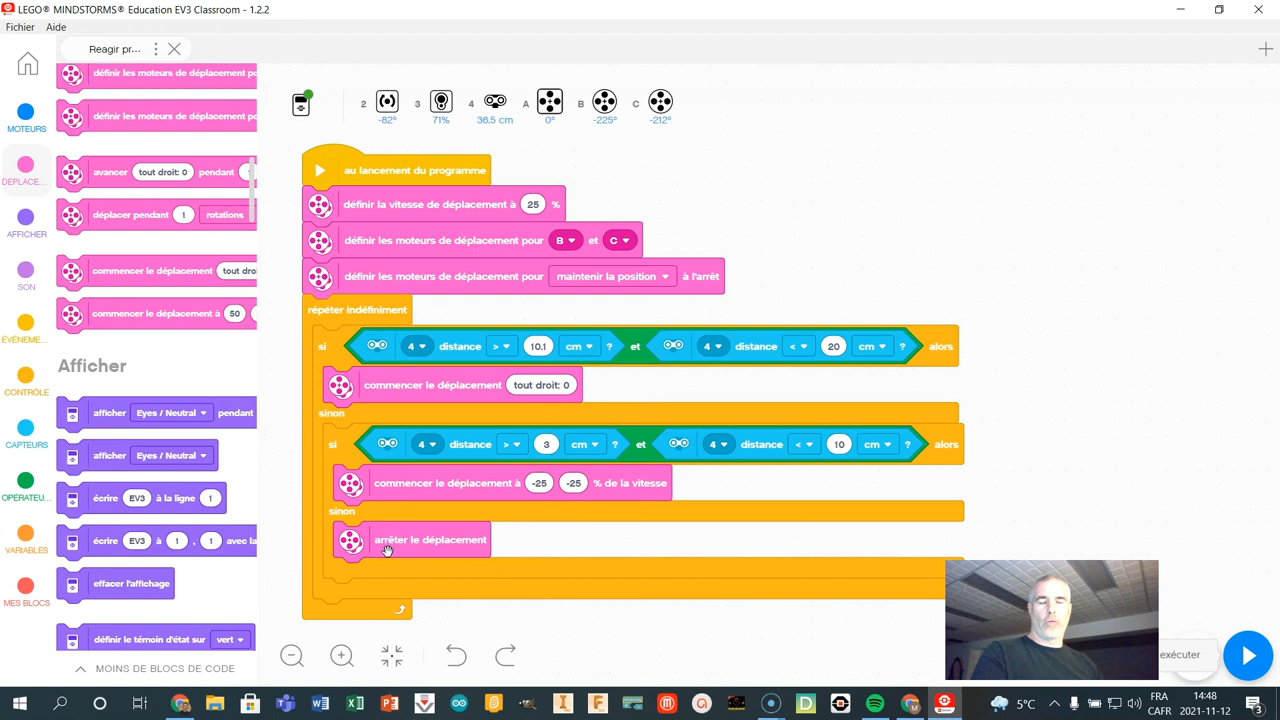 LEGO® MINDSTORMS® Education EV3 Classroom - 1.2.2
Fichier Aide
Reagir pr...
définir les moteurs de déplacement po
2 3 4 A B C
-82° 71% 36.5 cm 0° -225° -212°
MOTEURS
définir les moteurs de déplacement po
DÉPLACE...
avancer tout droit: 0 pendant
déplacer pendant 1 rotations
AFFICHER
commencer le déplacement tout droi
SON
commencer le déplacement à 50
ÉVÉNEME...
Afficher
CONTRÔLE
afficher Eyes / Neutral pendant
CAPTEURS
afficher Eyes / Neutral
OPÉRATEU...
écrire EV3 à la ligne 1
VARIABLES
écrire EV3 à 1 , 1 avec la
MES BLOCS
effacer l'affichage
définir le témoin d'état sur vert
MOINS DE BLOCS DE CODE
au lancement du programme
définir la vitesse de déplacement à 25 %
définir les moteurs de déplacement pour B et C
définir les moteurs de déplacement pour maintenir la position à l'arrêt
répéter indéfiniment
si 4 distance > 10.1 cm ? et 4 distance < 20 cm ? alors
commencer le déplacement tout droit: 0
sinon
si 4 distance > 3 cm ? et 4 distance < 10 cm ? alors
commencer le déplacement à -25 -25 % de la vitesse
sinon
arrêter le déplacement
exécuter
5°C
FRA
CAFR
14:48
2021-11-12
3